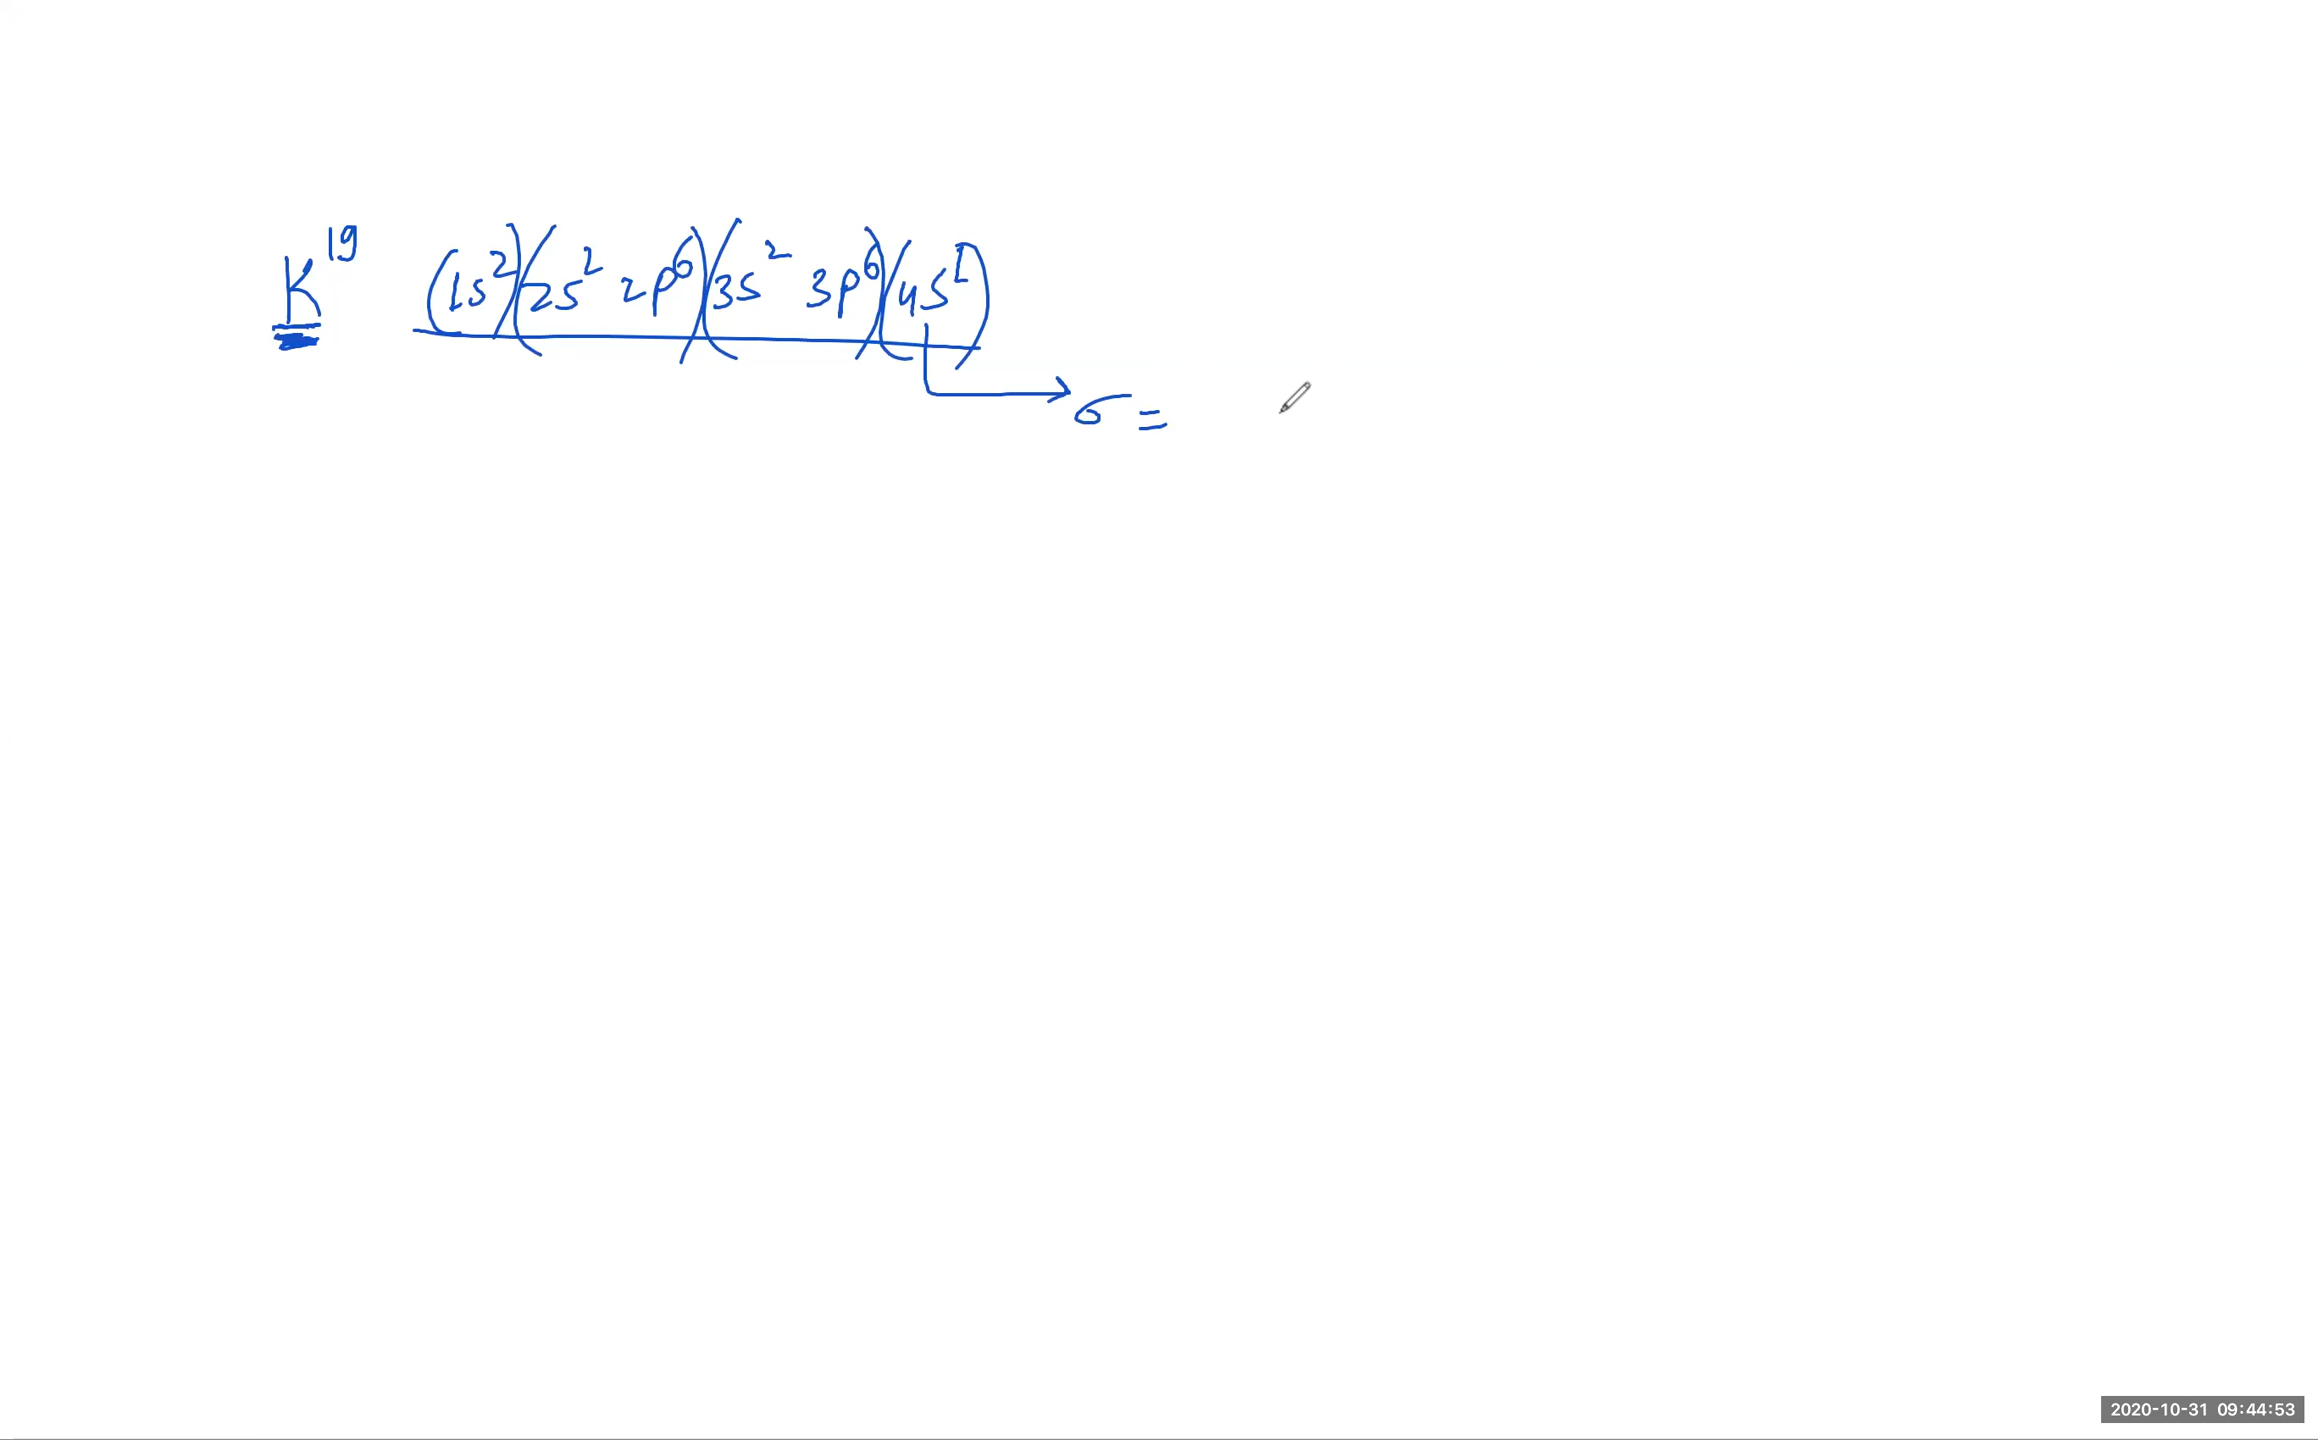 K¹⁹ (1s²)(2s² 2p⁶)(3s² 3p⁶)(4s¹)
σ =
2020-10-31 09:44:53